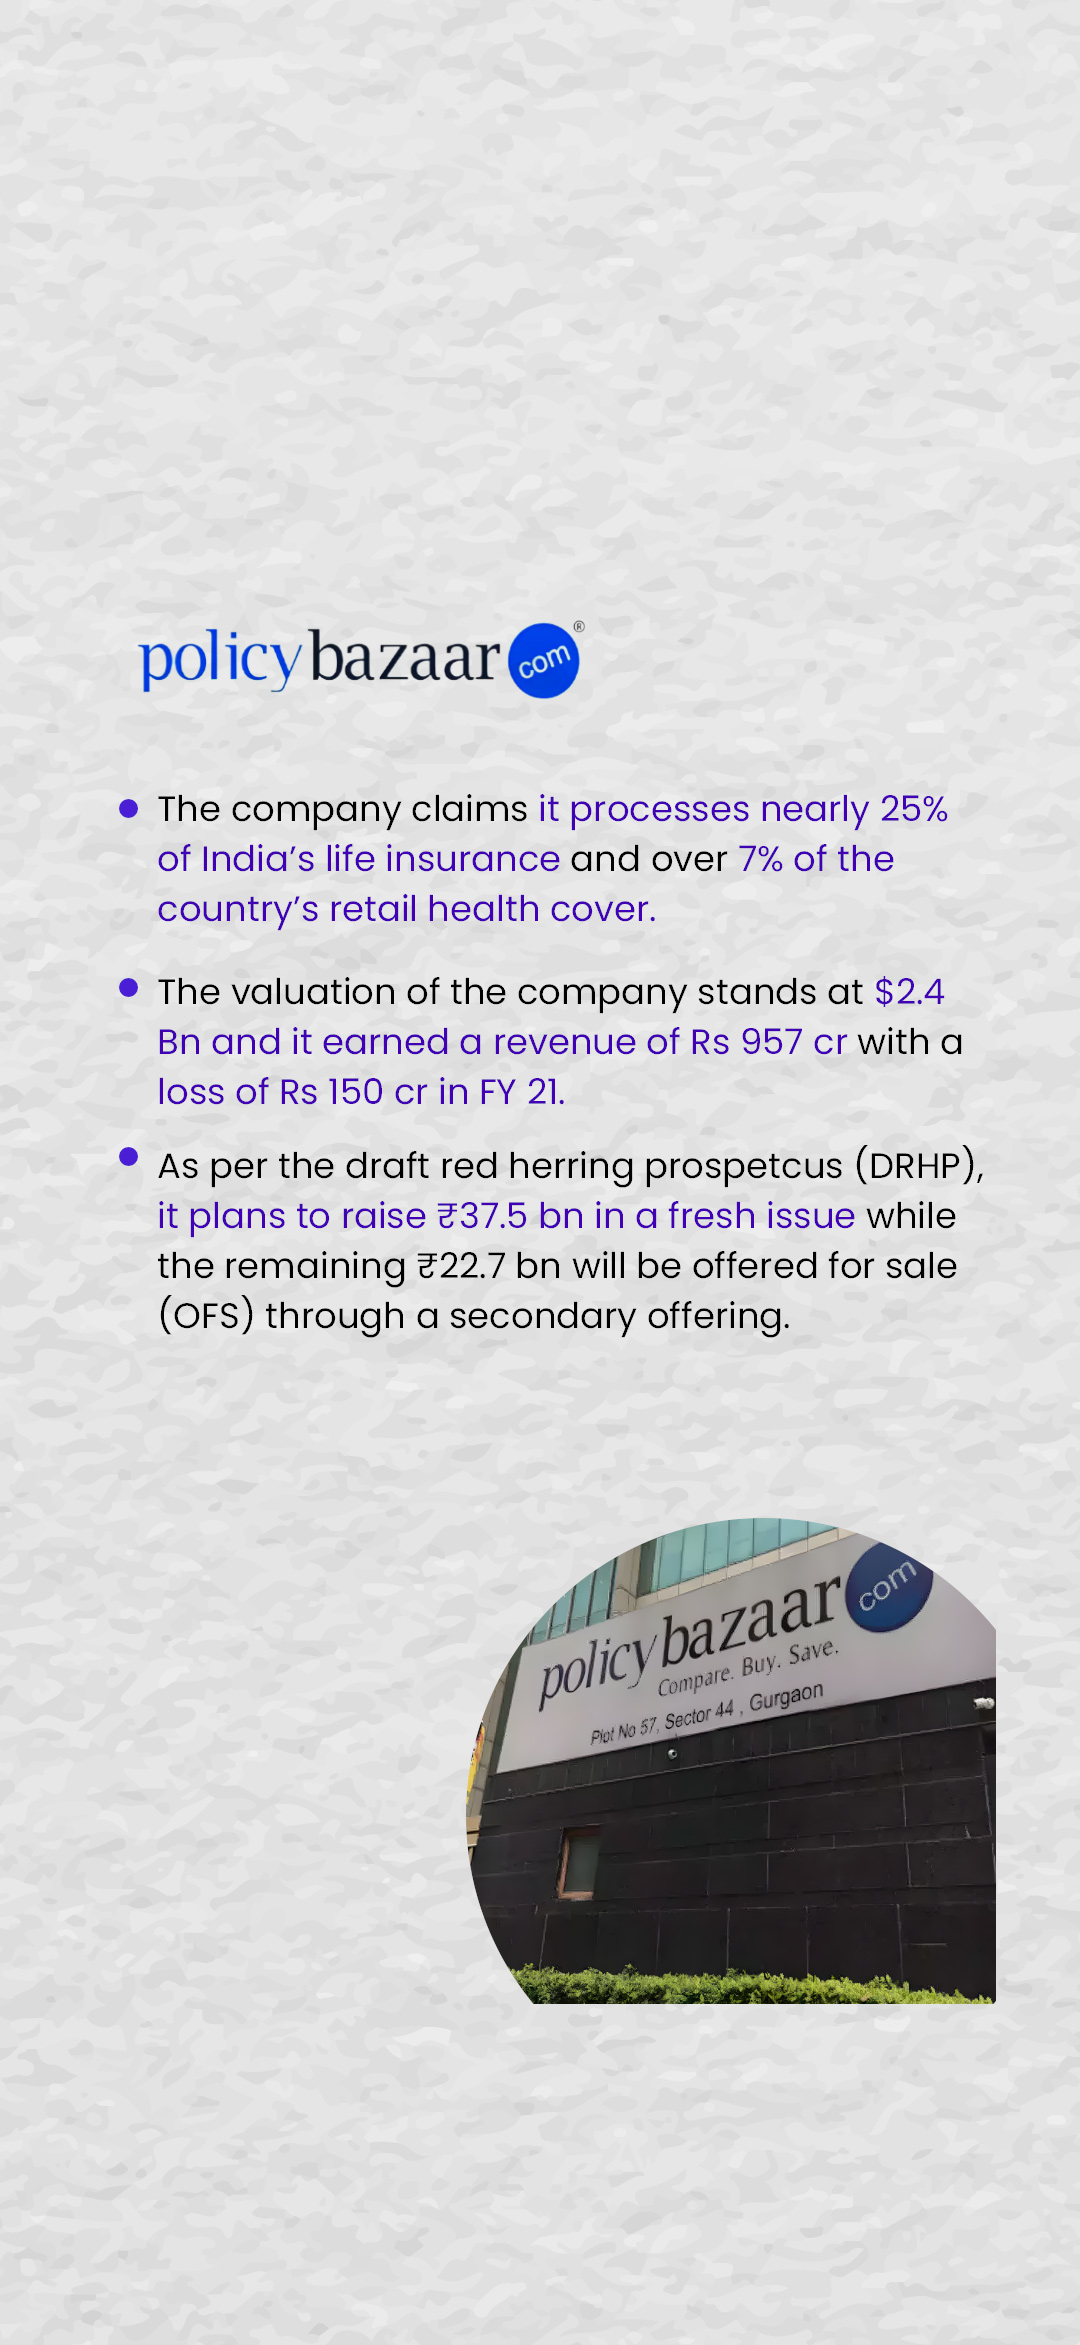 policybazaar com ®
The company claims it processes nearly 25%
of India’s life insurance and over 7% of the
country’s retail health cover.
The valuation of the company stands at $2.4
Bn and it earned a revenue of Rs 957 cr with a
loss of Rs 150 cr in FY 21.
As per the draft red herring prospetcus (DRHP),
it plans to raise ₹37.5 bn in a fresh issue while
the remaining ₹22.7 bn will be offered for sale
(OFS) through a secondary offering.
policybazaar com
Compare. Buy. Save.
Plot No 57, Sector 44 , Gurgaon